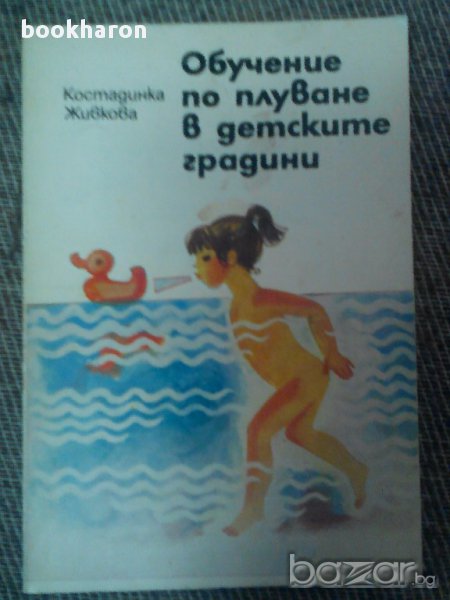 bookharon
Костадинка
Живкова
Обучение
по плуване
в детските
градини
bazar.bg